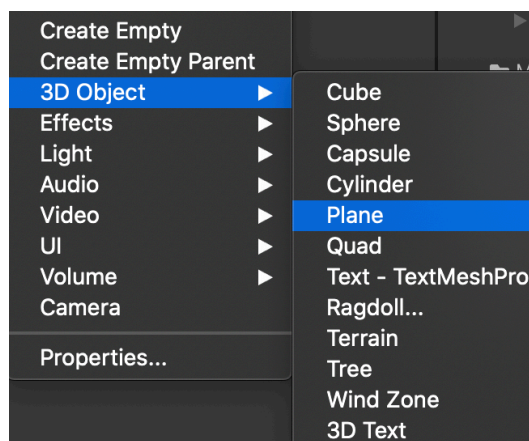 Create Empty
Create Empty Parent
3D Object
Effects
Light
Audio
Video
UI
Volume
Camera
Properties...
Cube
Sphere
Capsule
Cylinder
Plane
Quad
Text - TextMeshPro
Ragdoll...
Terrain
Tree
Wind Zone
3D Text